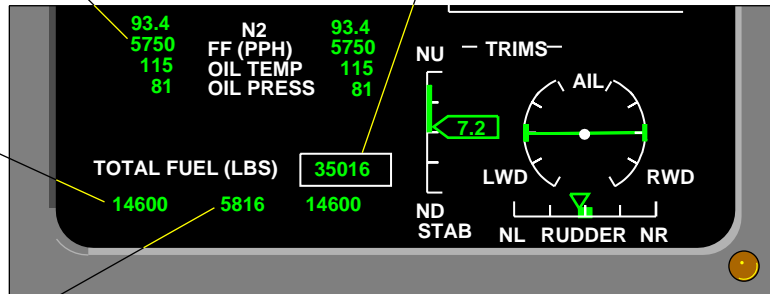 93.4 N2 93.4
5750 FF (PPH) 5750
115 OIL TEMP 115
81 OIL PRESS 81
TOTAL FUEL (LBS) 35016
14600 5816 14600
NU
TRIMS
7.2
ND
STAB
AIL
LWD RWD
NL RUDDER NR